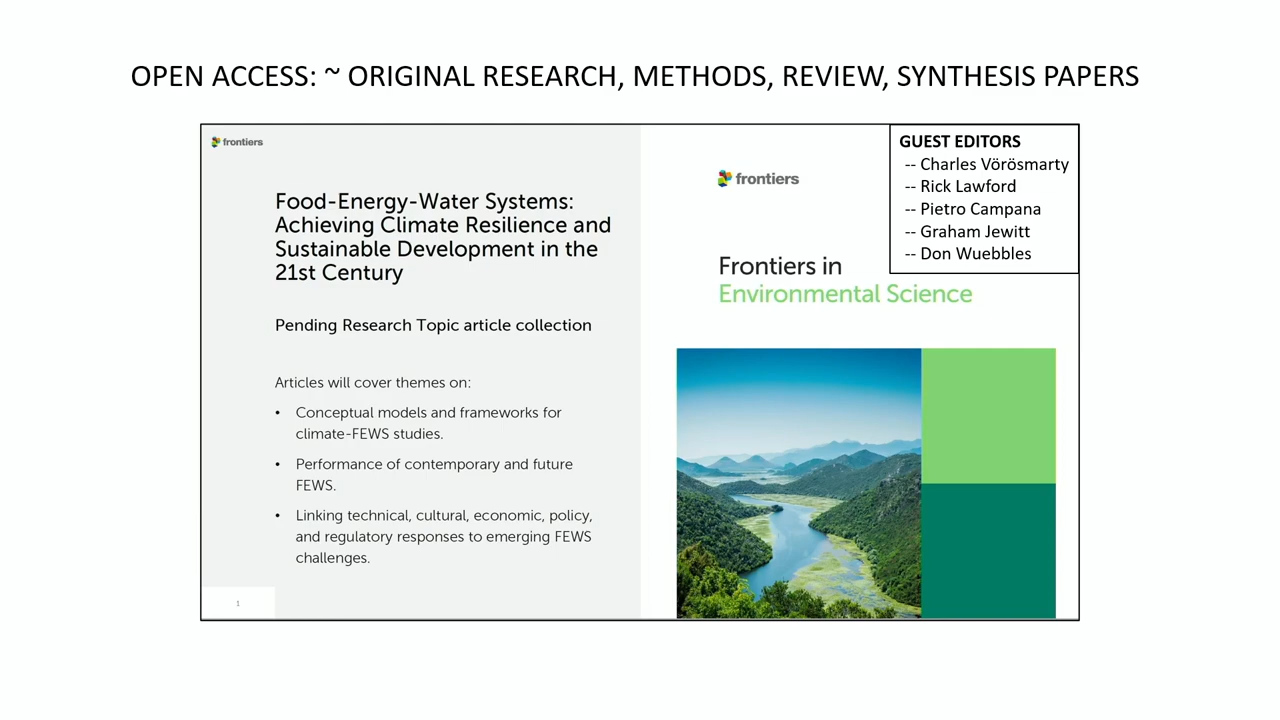 OPEN ACCESS: ~ ORIGINAL RESEARCH, METHODS, REVIEW, SYNTHESIS PAPERS
frontiers
Food-Energy-Water Systems:
Achieving Climate Resilience and
Sustainable Development in the
21st Century
Pending Research Topic article collection
Articles will cover themes on:
• Conceptual models and frameworks for
climate-FEWS studies.
• Performance of contemporary and future
FEWS.
• Linking technical, cultural, economic, policy,
and regulatory responses to emerging FEWS
challenges.
1
frontiers
Frontiers in
Environmental Science
GUEST EDITORS
-- Charles Vörösmarty
-- Rick Lawford
-- Pietro Campana
-- Graham Jewitt
-- Don Wuebbles